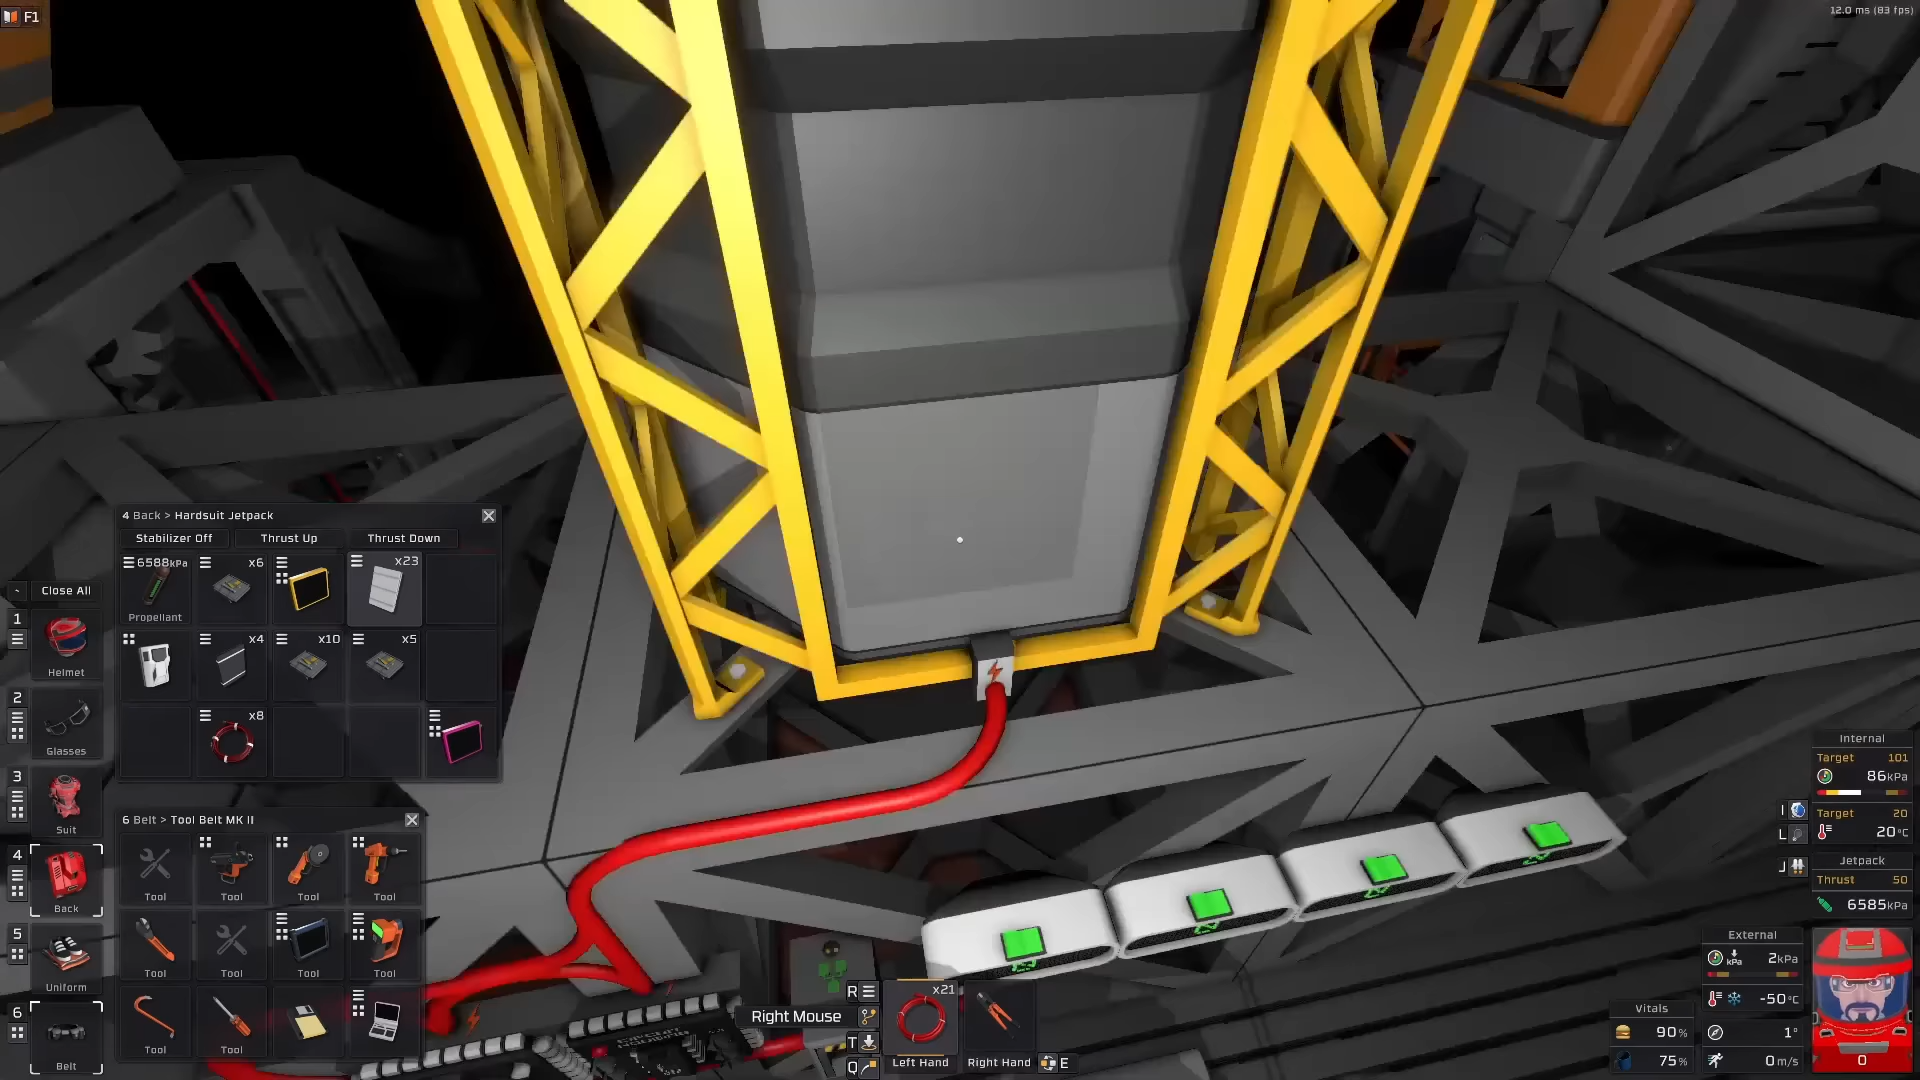 F1
12.0 ms (83 fps)
4 Back > Hardsuit Jetpack
Stabilizer Off
Thrust Up
Thrust Down
6588kPa
x6
x23
Propellant
x4
x10
x5
x8
~
Close All
1
Helmet
2
Glasses
3
Suit
4
Back
5
Uniform
6
Belt
6 Belt > Tool Belt MK II
Tool
Tool
Tool
Tool
Tool
Tool
Tool
Tool
Tool
Tool
Right Mouse
R
T
Q
x21
Left Hand
Right Hand
E
Internal
Target 101
86kPa
Target 20
20°C
I
L
J
Jetpack
Thrust 50
6585kPa
External
kPa
2kPa
-50°C
1°
0m/s
Vitals
90%
75%
0